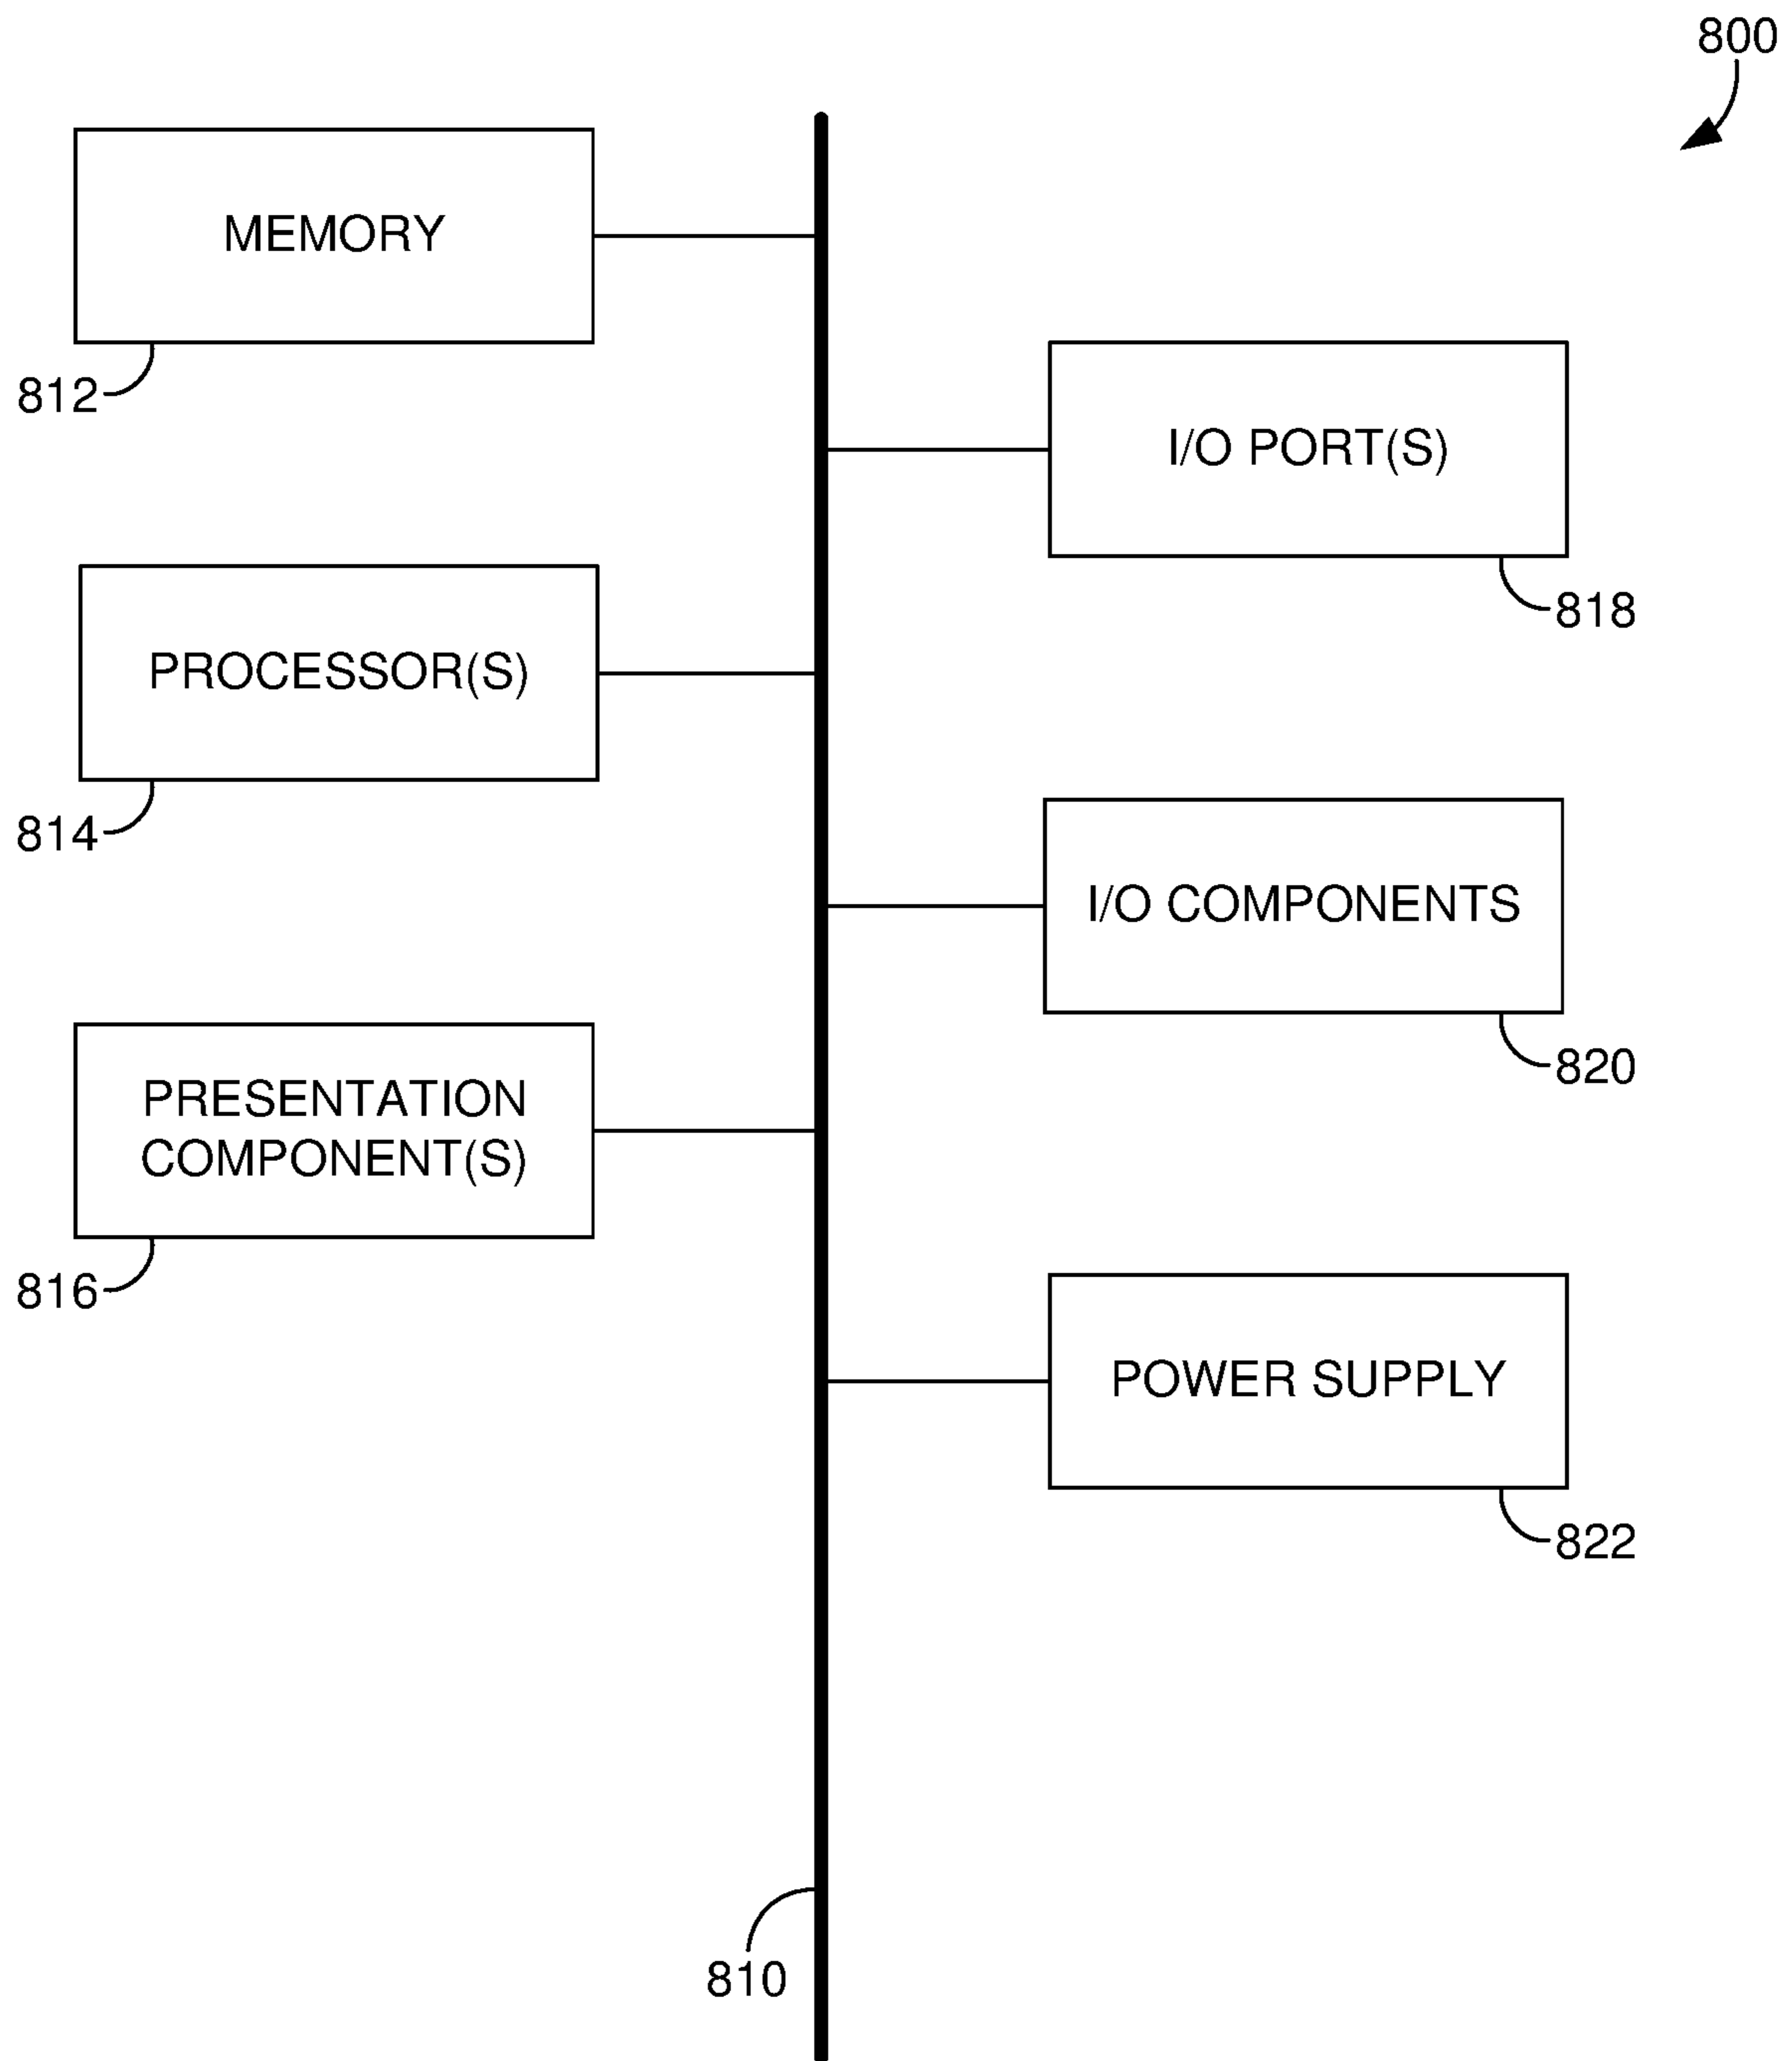 800
MEMORY
812
I/O PORT(S)
818
PROCESSOR(S)
814
I/O COMPONENTS
820
PRESENTATION
COMPONENT(S)
816
POWER SUPPLY
822
810